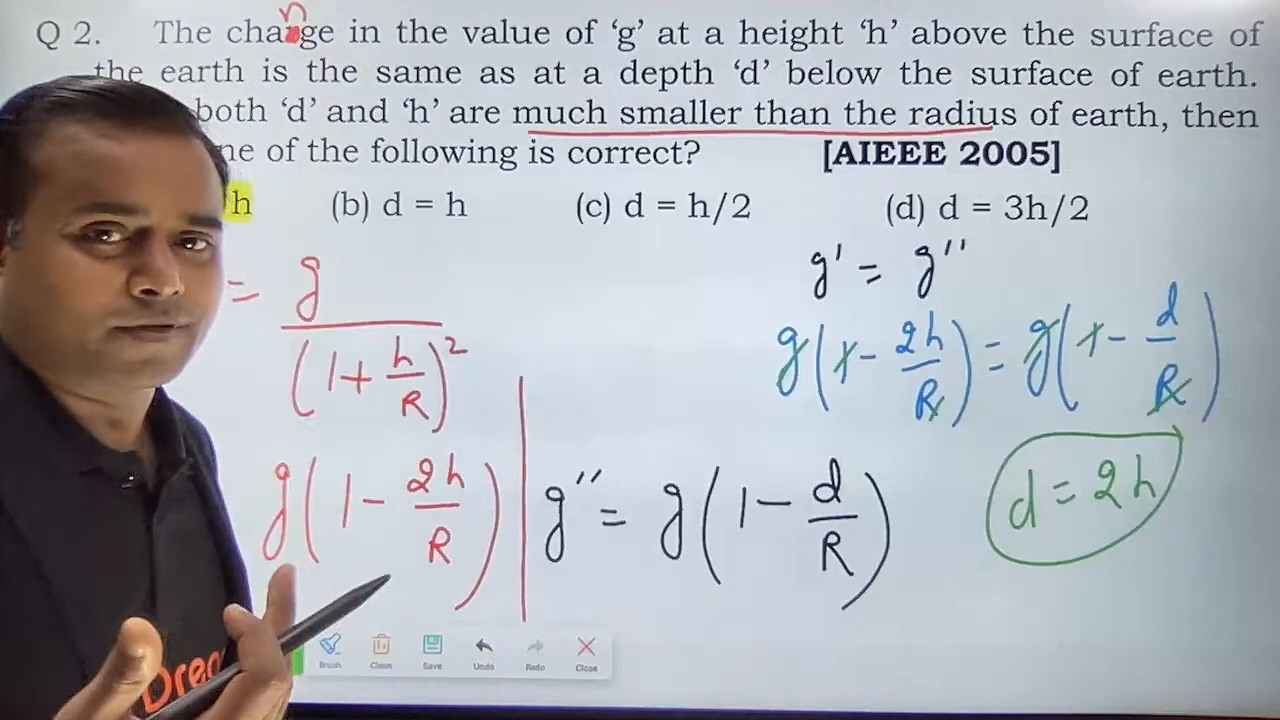 Q 2. The change in the value of ‘g’ at a height ‘h’ above the surface of
the earth is the same as at a depth ‘d’ below the surface of earth.
both ‘d’ and ‘h’ are much smaller than the radius of earth, then
of the following is correct? [AIEEE 2005]
h (b) d = h (c) d = h/2 (d) d = 3h/2
g' = g''
= g / (1 + h/R)²
g(1 - 2h/R) = g(1 - d/R)
g(1 - 2h/R)
g'' = g(1 - d/R)
d = 2h
Brush Clean Save Undo Redo Close
Drea